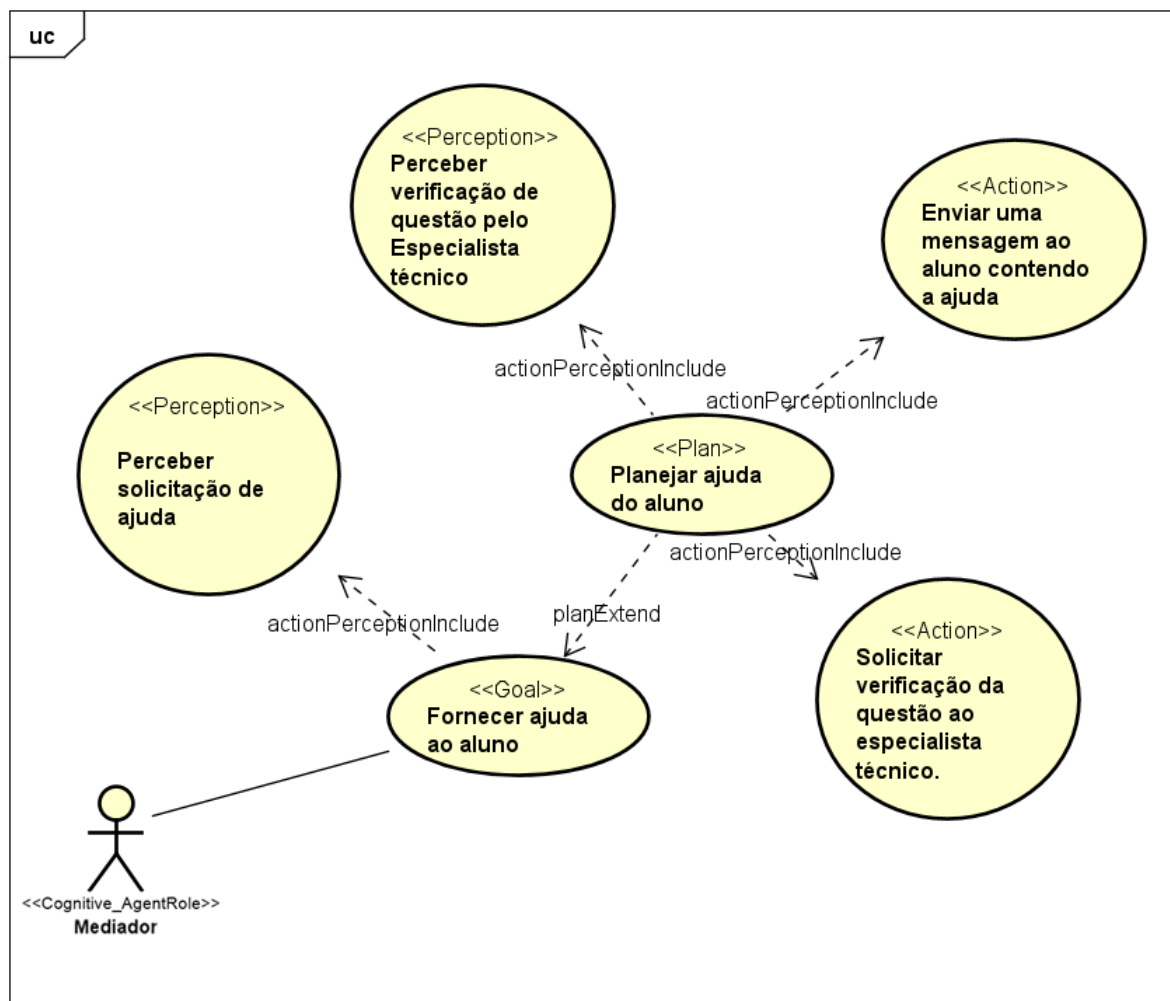 uc
<<Perception>>
Perceber
verificação de
questão pelo
Especialista
técnico
<<Action>>
Enviar uma
mensagem ao
aluno contendo
a ajuda
actionPerceptionInclude
actionPerceptionInclude
<<Perception>>
Perceber
solicitação de
ajuda
<<Plan>>
Planejar ajuda
do aluno
actionPerceptionInclude
planExtend
actionPerceptionInclude
<<Action>>
Solicitar
verificação da
questão ao
especialista
técnico.
<<Goal>>
Fornecer ajuda
ao aluno
<<Cognitive_AgentRole>>
Mediador